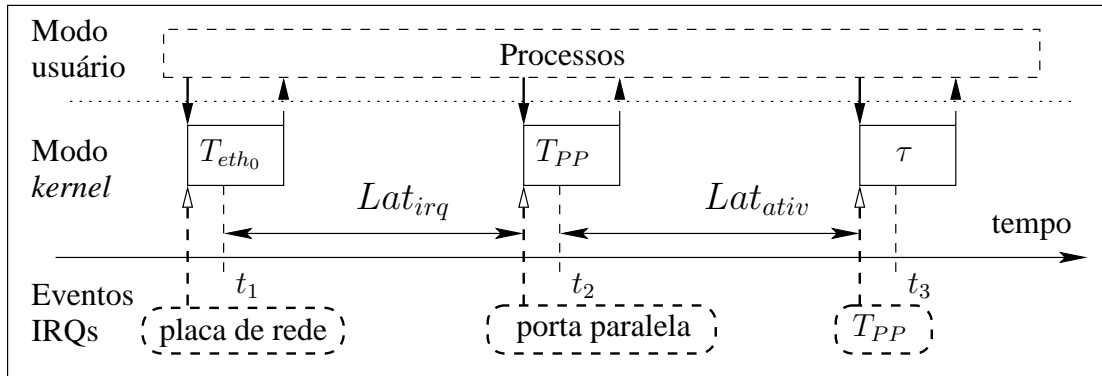 Modo
usuário
Processos
Modo
kernel
T_{eth_0}
T_{PP}
τ
Lat_{irq}
Lat_{ativ}
tempo
t_1
t_2
t_3
Eventos
IRQs
placa de rede
porta paralela
T_{PP}